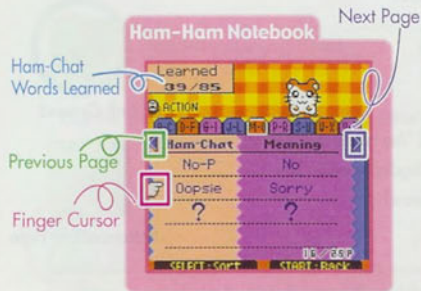 Next Page
Ham-Ham Notebook
Ham-Chat
Words Learned
Learned
39/85
ACTION
D-F G-I J-L M-O P-R S-U V-X
Previous Page
Ham-Chat Meaning
No-P No
Finger Cursor
Oopsie Sorry
? ?
SELECT:Sort START:Back